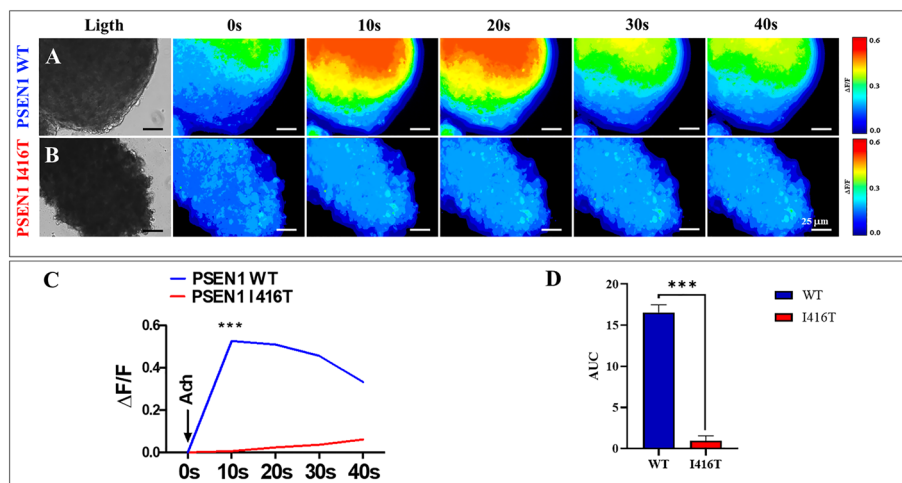 Ligth 0s 10s 20s 30s 40s
PSEN1 WT
A
0.6
0.3
0.0
ΔF/F
PSEN1 I416T
B
25 µm
0.6
0.3
0.0
ΔF/F
C
PSEN1 WT
PSEN1 I416T
ΔF/F
0.6
0.4
0.2
0.0
***
Ach
0s 10s 20s 30s 40s
D
AUC
20
15
10
5
0
***
WT I416T
WT
I416T